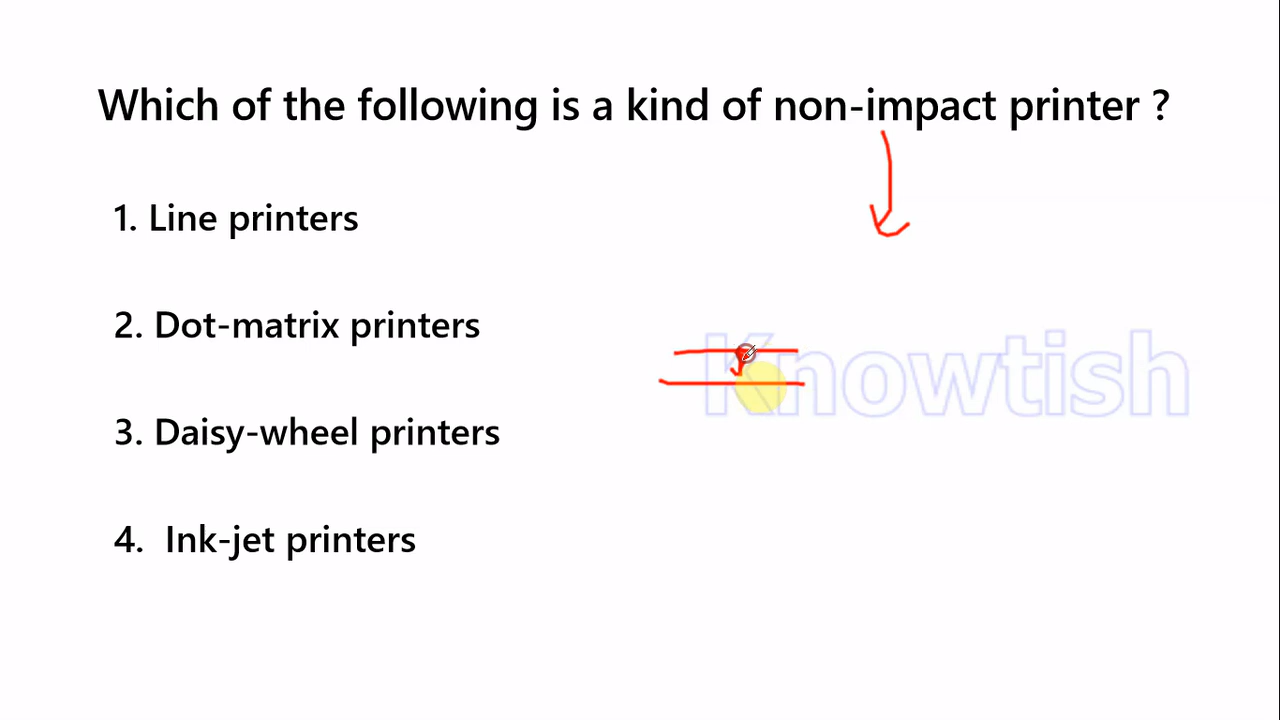 Which of the following is a kind of non-impact printer ?
1. Line printers
2. Dot-matrix printers
Knowtish
3. Daisy-wheel printers
4. Ink-jet printers